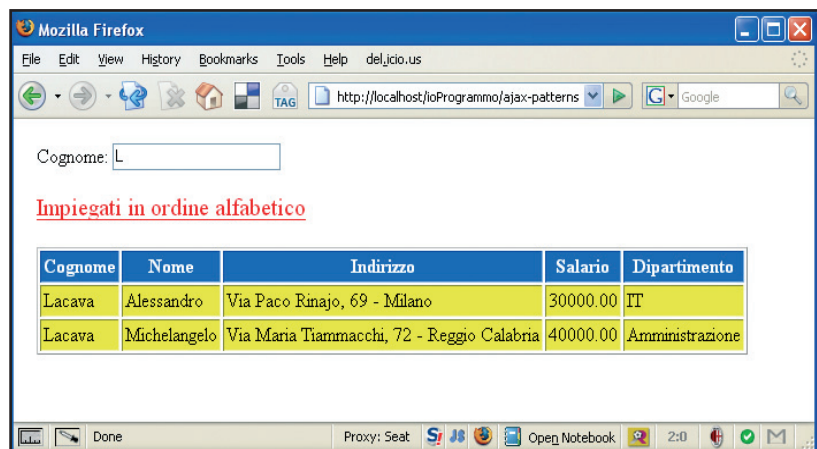 Mozilla Firefox
File Edit View History Bookmarks Tools Help del.icio.us
TAG http://localhost/ioProgrammo/ajax-patterns G Google
Cognome: L
Impiegati in ordine alfabetico
Cognome Nome Indirizzo Salario Dipartimento
Lacava Alessandro Via Paco Rinajo, 69 - Milano 30000.00 IT
Lacava Michelangelo Via Maria Tiammacchi, 72 - Reggio Calabria 40000.00 Amministrazione
Done Proxy: Seat S JS Open Notebook 2:0